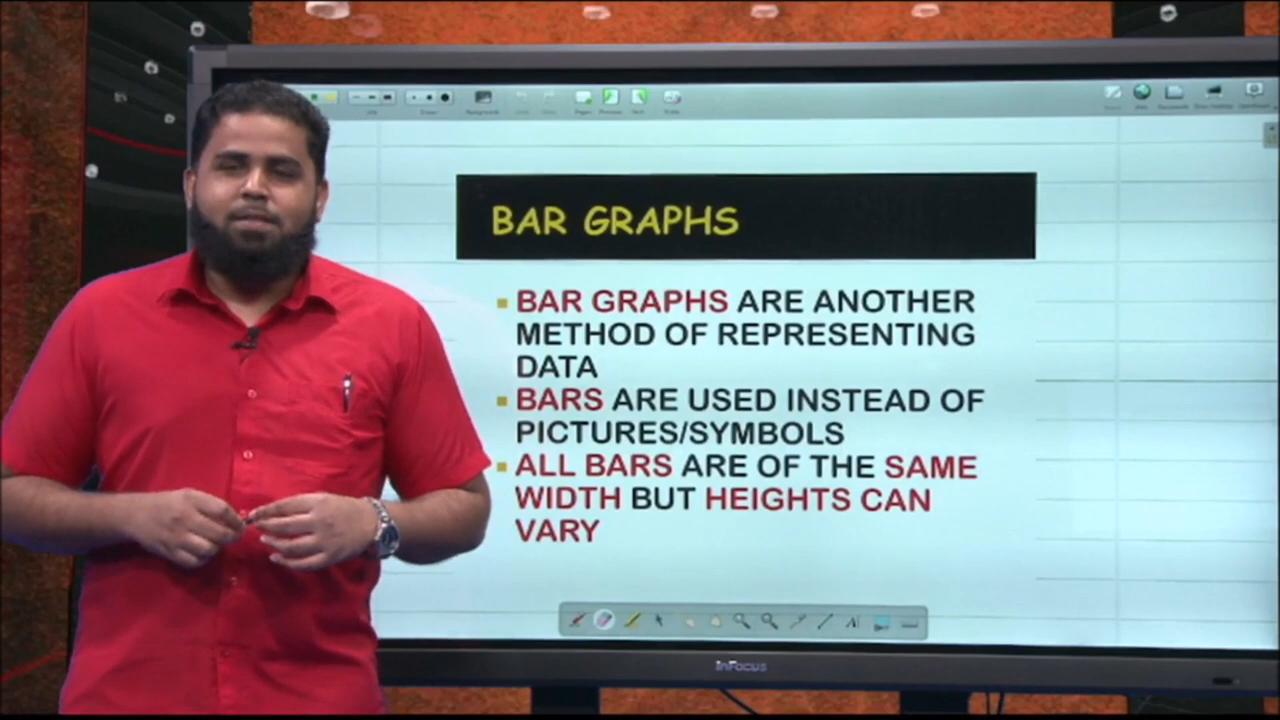 BAR GRAPHS
BAR GRAPHS ARE ANOTHER
METHOD OF REPRESENTING
DATA
BARS ARE USED INSTEAD OF
PICTURES/SYMBOLS
ALL BARS ARE OF THE SAME
WIDTH BUT HEIGHTS CAN
VARY
InFocus